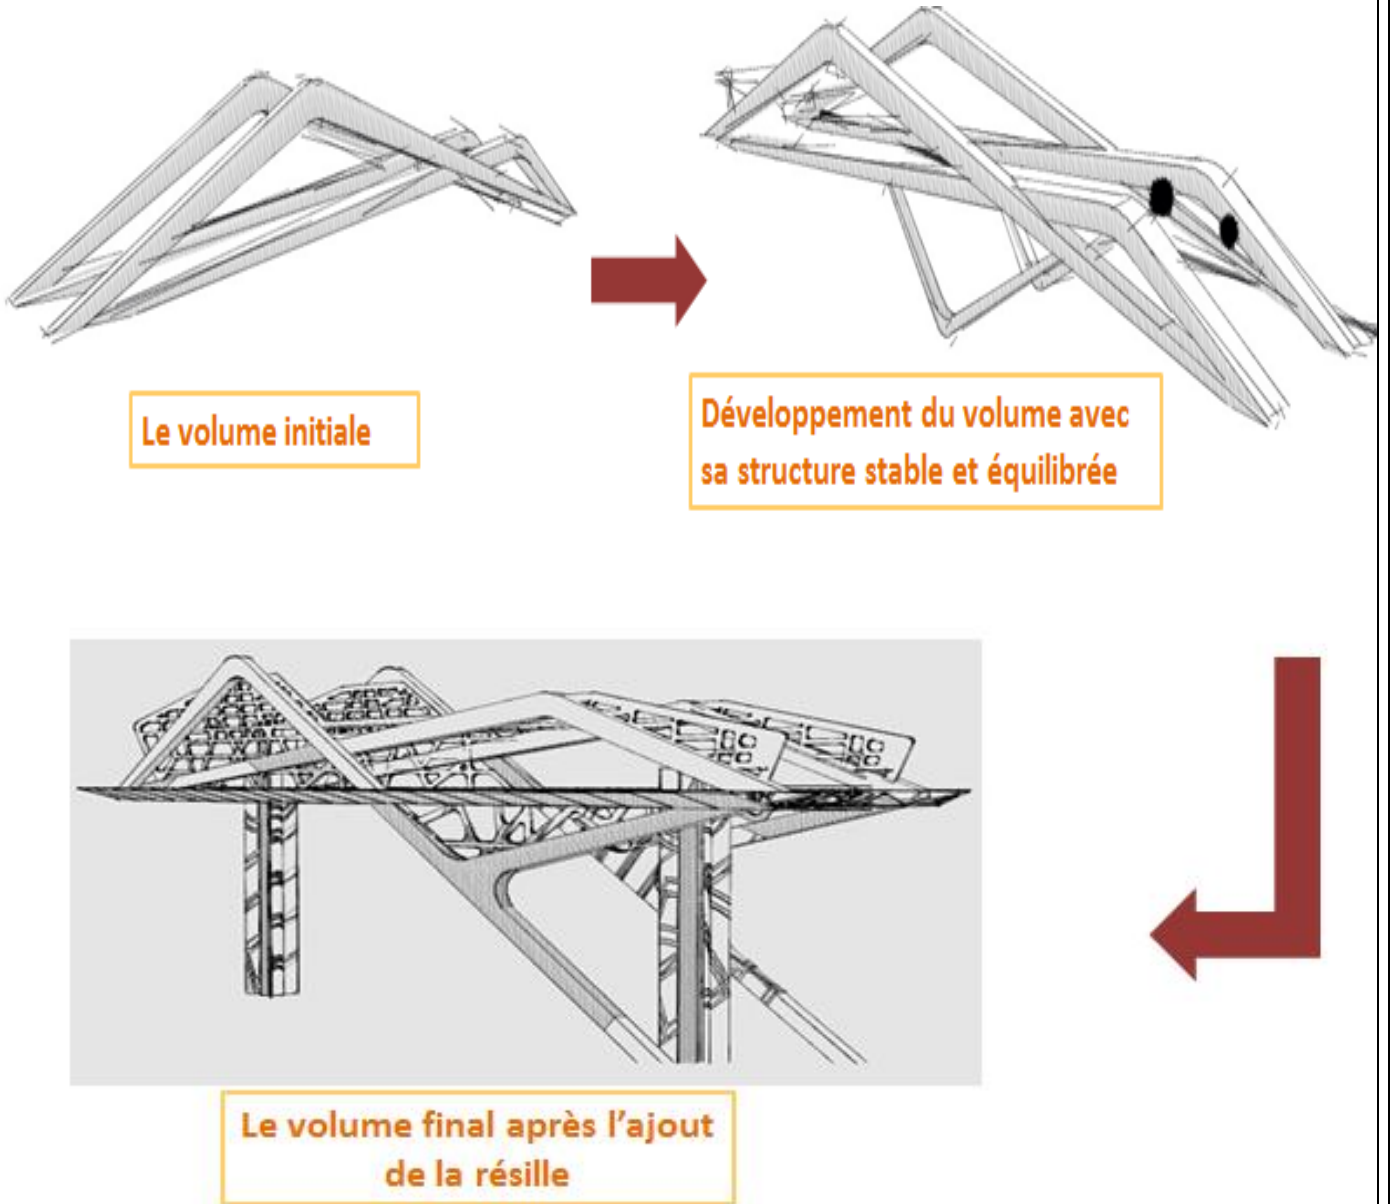 Le volume initiale
Développement du volume avec
sa structure stable et équilibrée
Le volume final après l’ajout
de la résille